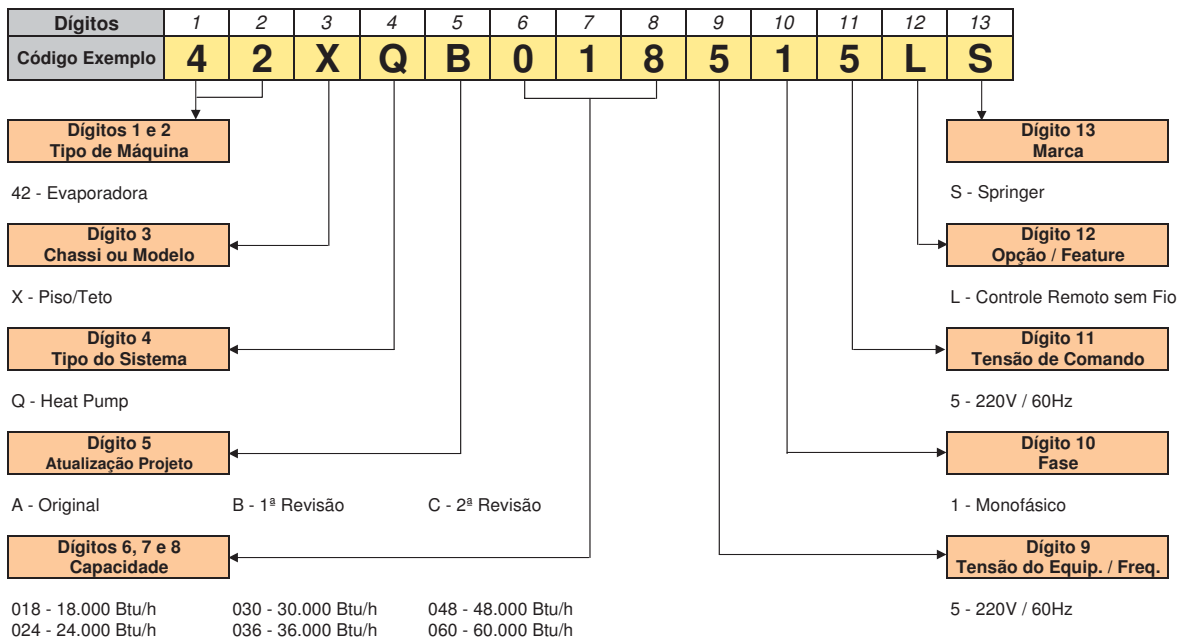 Dígitos 1 2 3 4 5 6 7 8 9 10 11 12 13
Código Exemplo 4 2 X Q B 0 1 8 5 1 5 L S
Dígitos 1 e 2
Tipo de Máquina
42 - Evaporadora
Dígito 3
Chassi ou Modelo
X - Piso/Teto
Dígito 4
Tipo do Sistema
Q - Heat Pump
Dígito 5
Atualização Projeto
A - Original B - 1ª Revisão C - 2ª Revisão
Dígitos 6, 7 e 8
Capacidade
018 - 18.000 Btu/h 030 - 30.000 Btu/h 048 - 48.000 Btu/h
024 - 24.000 Btu/h 036 - 36.000 Btu/h 060 - 60.000 Btu/h
Dígito 13
Marca
S - Springer
Dígito 12
Opção / Feature
L - Controle Remoto sem Fio
Dígito 11
Tensão de Comando
5 - 220V / 60Hz
Dígito 10
Fase
1 - Monofásico
Dígito 9
Tensão do Equip. / Freq.
5 - 220V / 60Hz